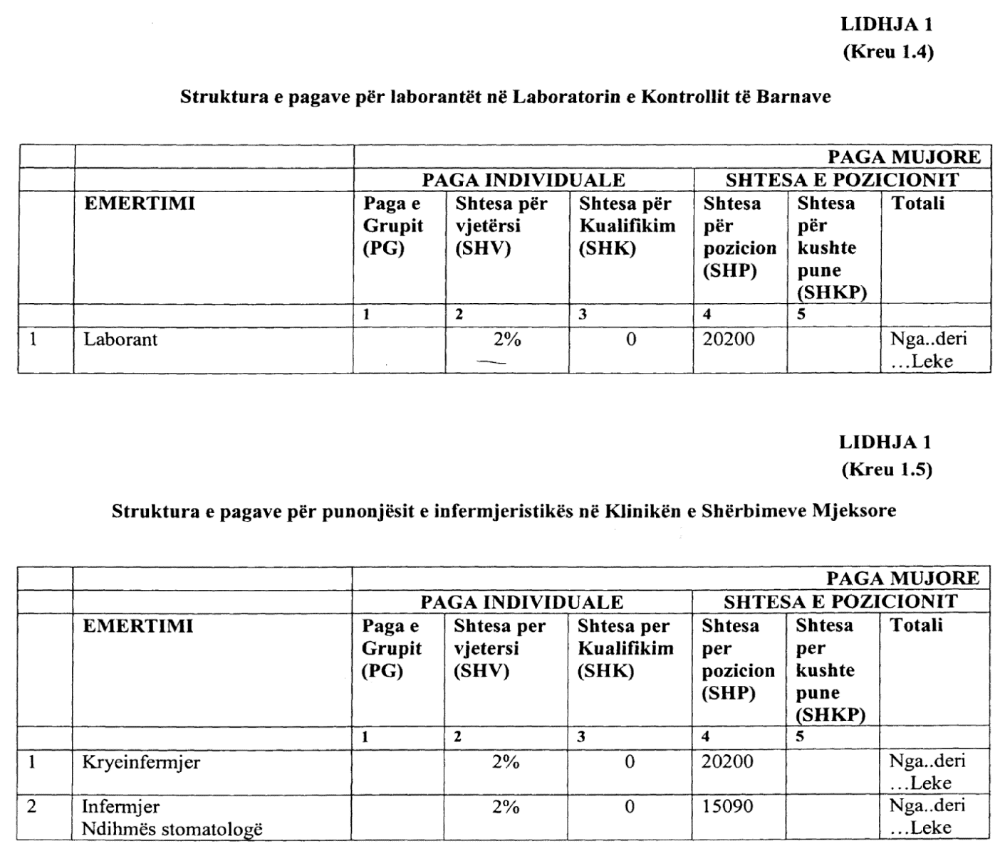 LIDHJA 1
(Kreu 1.4)
Struktura e pagave për laborantët në Laboratorin e Kontrollit të Barnave
PAGA MUJORE
PAGA INDIVIDUALE SHTESA E POZICIONIT
EMERTIMI Paga e Grupit (PG) Shtesa për vjetërsi (SHV) Shtesa për Kualifikim (SHK) Shtesa për pozicion (SHP) Shtesa për kushte pune (SHKP) Totali
1 2 3 4 5
1 Laborant 2% 0 20200 Nga..deri
...Leke
LIDHJA 1
(Kreu 1.5)
Struktura e pagave për punonjësit e infermjeristikës në Klinikën e Shërbimeve Mjeksore
PAGA MUJORE
PAGA INDIVIDUALE SHTESA E POZICIONIT
EMERTIMI Paga e Grupit (PG) Shtesa per vjetersi (SHV) Shtesa per Kualifikim (SHK) Shtesa per pozicion (SHP) Shtesa per kushte pune (SHKP) Totali
1 2 3 4 5
1 Kryeinfermjer 2% 0 20200 Nga..deri
...Leke
2 Infermjer 2% 0 15090 Nga..deri
Ndihmës stomatologë ...Leke